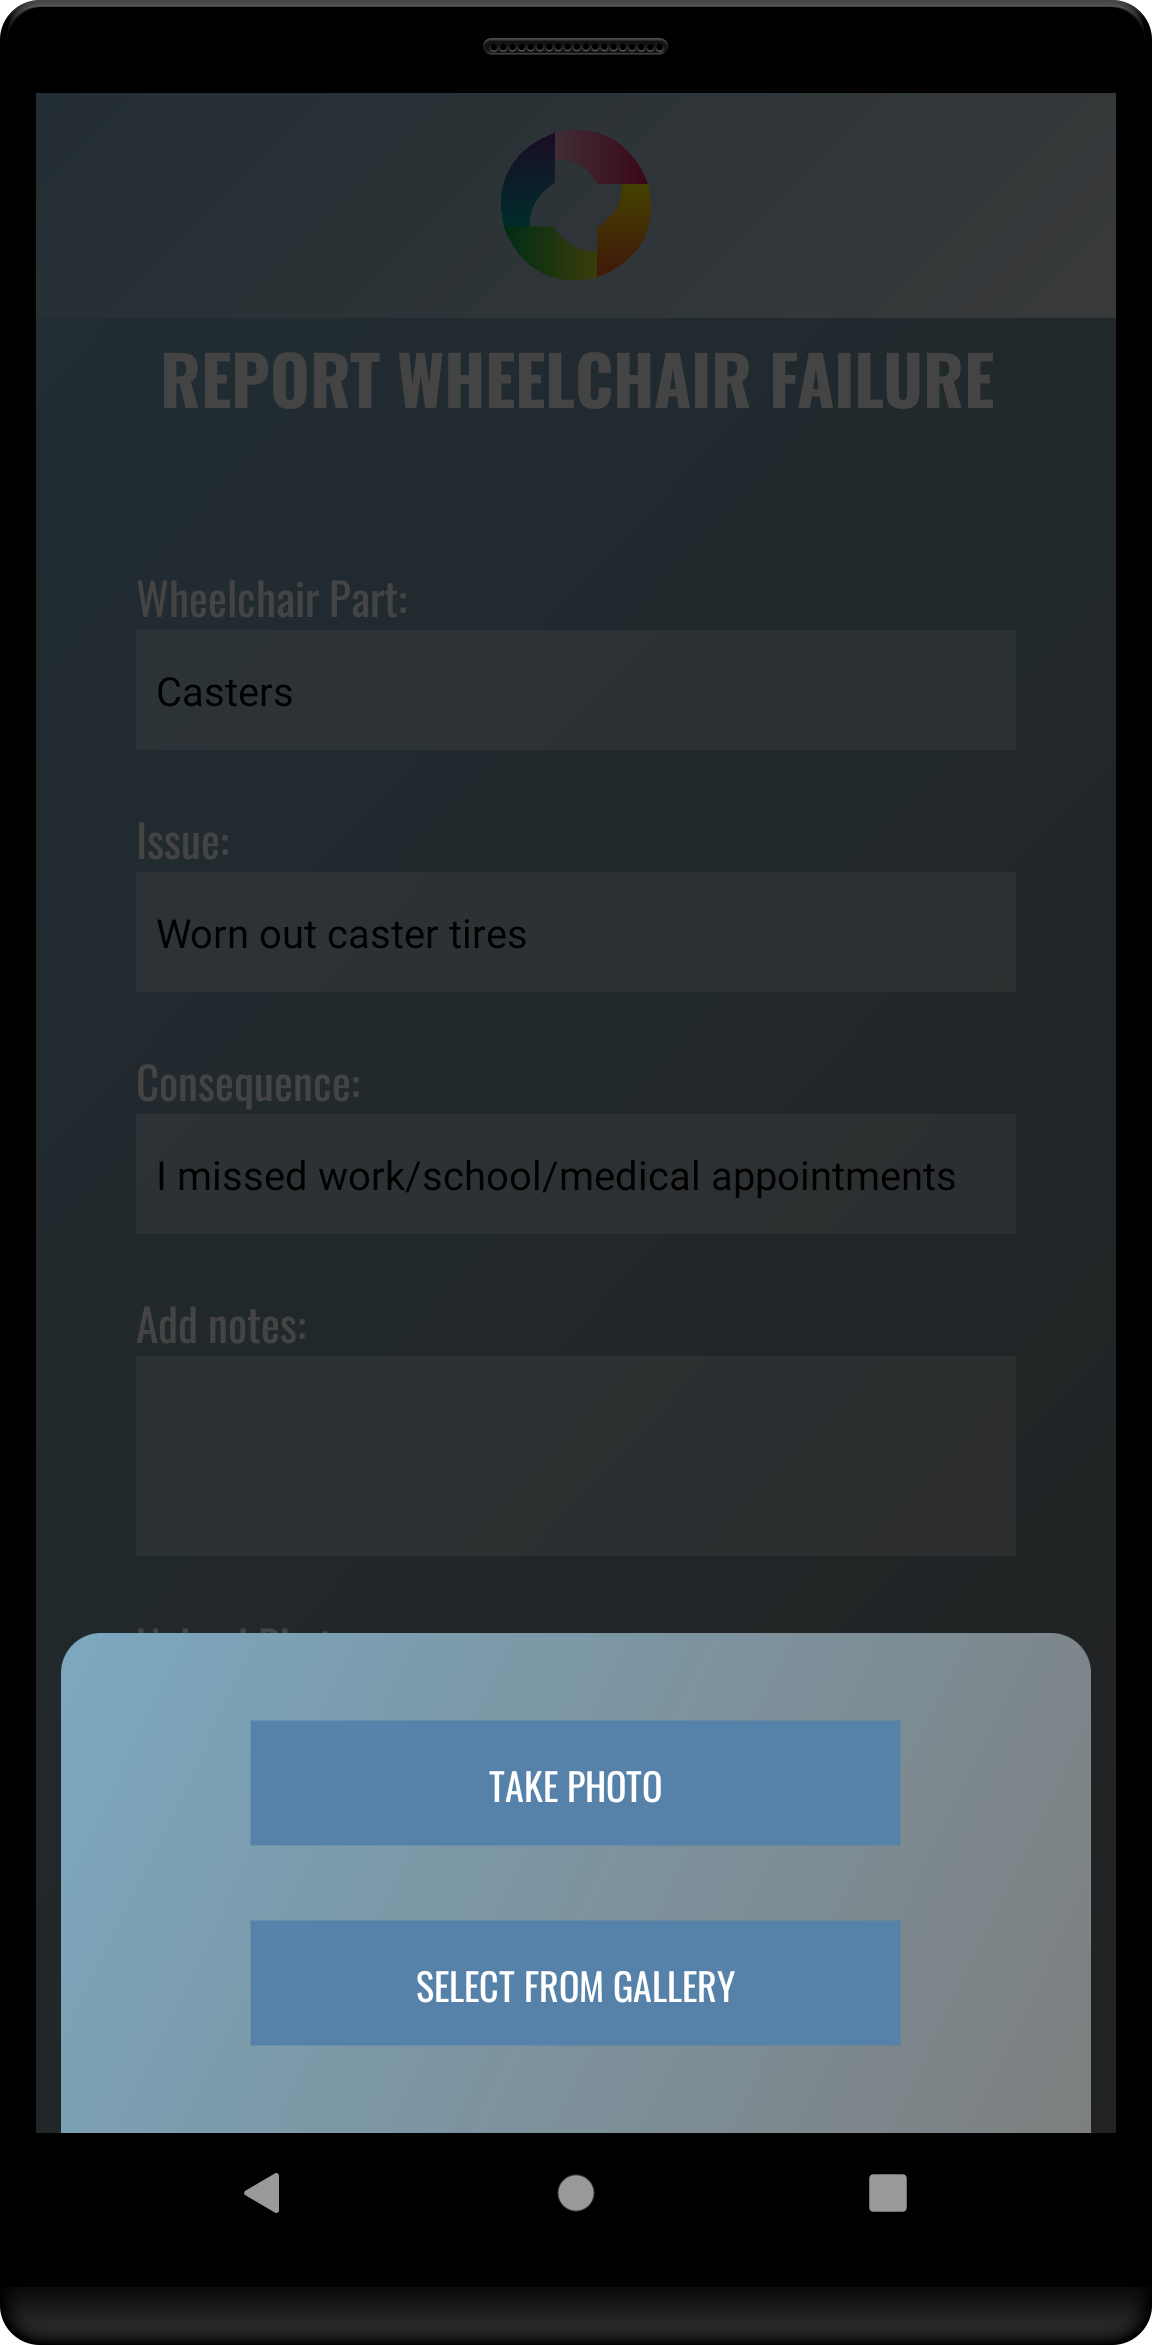 REPORT WHEELCHAIR FAILURE
Wheelchair Part:
Casters
Issue:
Worn out caster tires
Consequence:
I missed work/school/medical appointments
Add notes:
TAKE PHOTO
SELECT FROM GALLERY